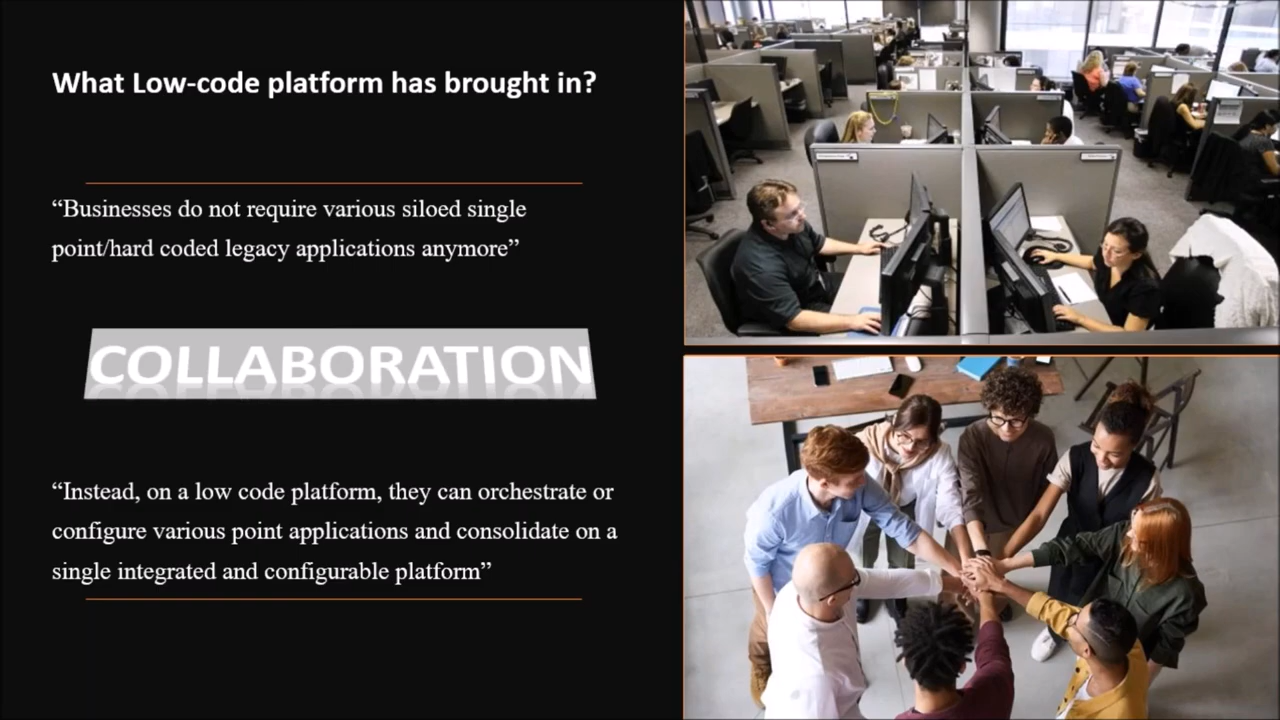 What Low-code platform has brought in?
“Businesses do not require various siloed single
point/hard coded legacy applications anymore”
COLLABORATION
“Instead, on a low code platform, they can orchestrate or
configure various point applications and consolidate on a
single integrated and configurable platform”